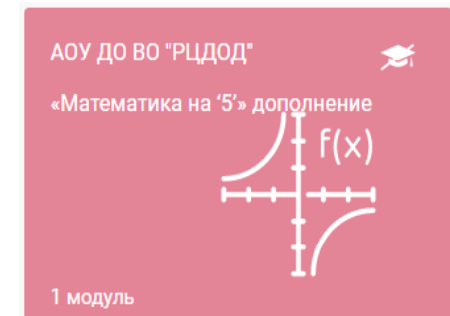 АОУ ДО ВО "РЦДОД"
«Математика на ‘5’» дополнение
f(x)
1 модуль